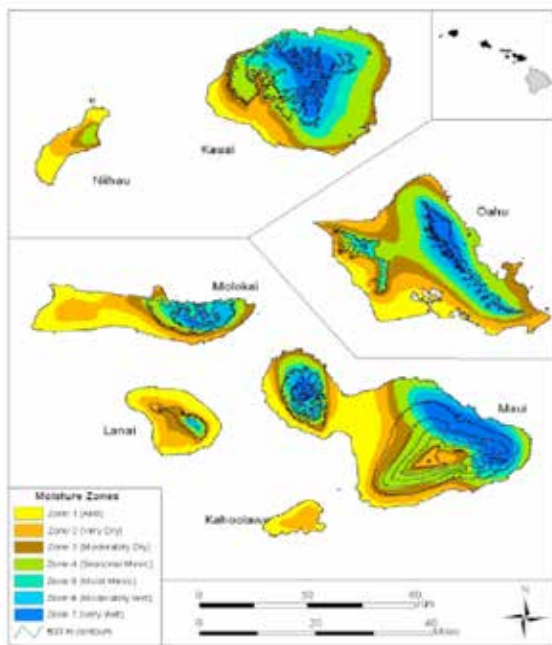 Kauai
Niihau
Oahu
Molokai
Maui
Lanai
Kahoolawe
Moisture Zones
Zone 1 (Arid)
Zone 2 (Very Dry)
Zone 3 (Moderately Dry)
Zone 4 (Seasonal Mesic)
Zone 5 (Moist Mesic)
Zone 6 (Moderately Wet)
Zone 7 (Very Wet)
m contours
0
0
20
40